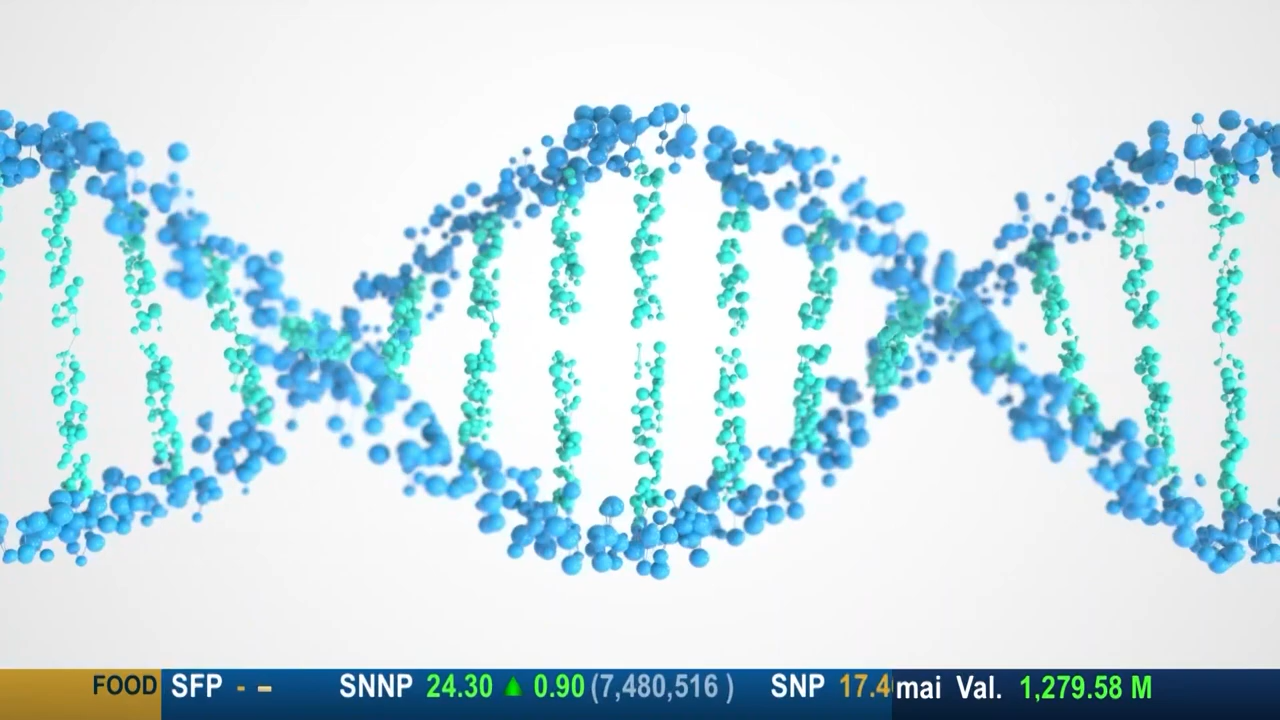 FOOD SFP - - SNNP 24.30 ▲ 0.90 (7,480,516 ) SNP 17.4 mai Val. 1,279.58 M